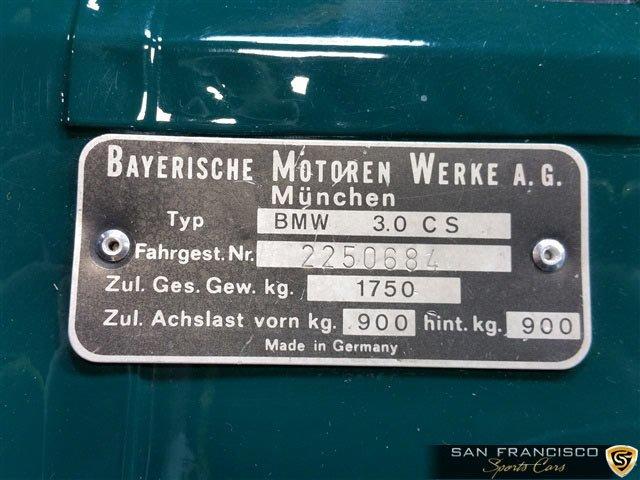 BAYERISCHE MOTOREN WERKE A.G.
München
Typ BMW 3.0 CS
Fahrgest. Nr. 2250684
Zul. Ges. Gew. kg. 1750
Zul. Achslast vorn kg. 900 hint. kg. 900
Made in Germany
SAN FRANCISCO
Sports Cars